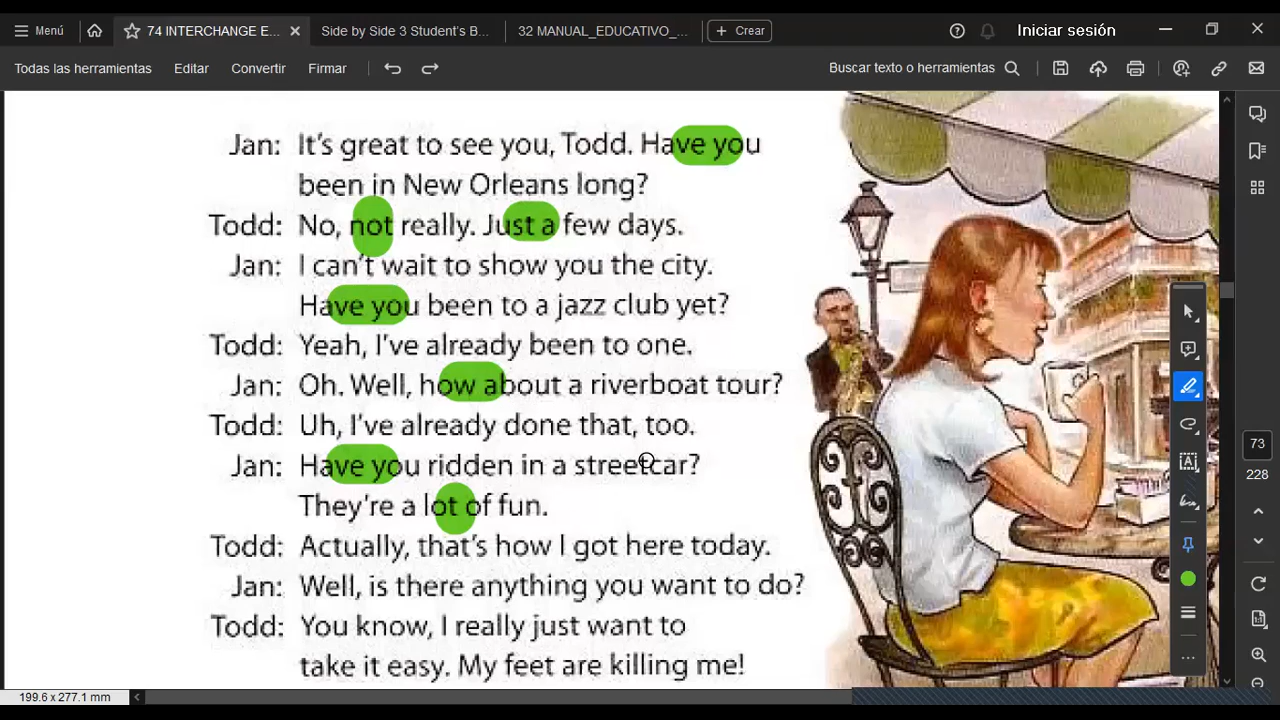 Menú
74 INTERCHANGE E...
Side by Side 3 Student's B...
32 MANUAL_EDUCATIVO_...
Crear
Iniciar sesión
Todas las herramientas
Editar
Convertir
Firmar
Buscar texto o herramientas
Jan: It's great to see you, Todd. Have you
been in New Orleans long?
Todd: No, not really. Just a few days.
Jan: I can't wait to show you the city.
Have you been to a jazz club yet?
Todd: Yeah, I've already been to one.
Jan: Oh. Well, how about a riverboat tour?
Todd: Uh, I've already done that, too.
Jan: Have you ridden in a streetcar?
They're a lot of fun.
Todd: Actually, that's how I got here today.
Jan: Well, is there anything you want to do?
Todd: You know, I really just want to
take it easy. My feet are killing me!
73
228
199.6 x 277.1 mm